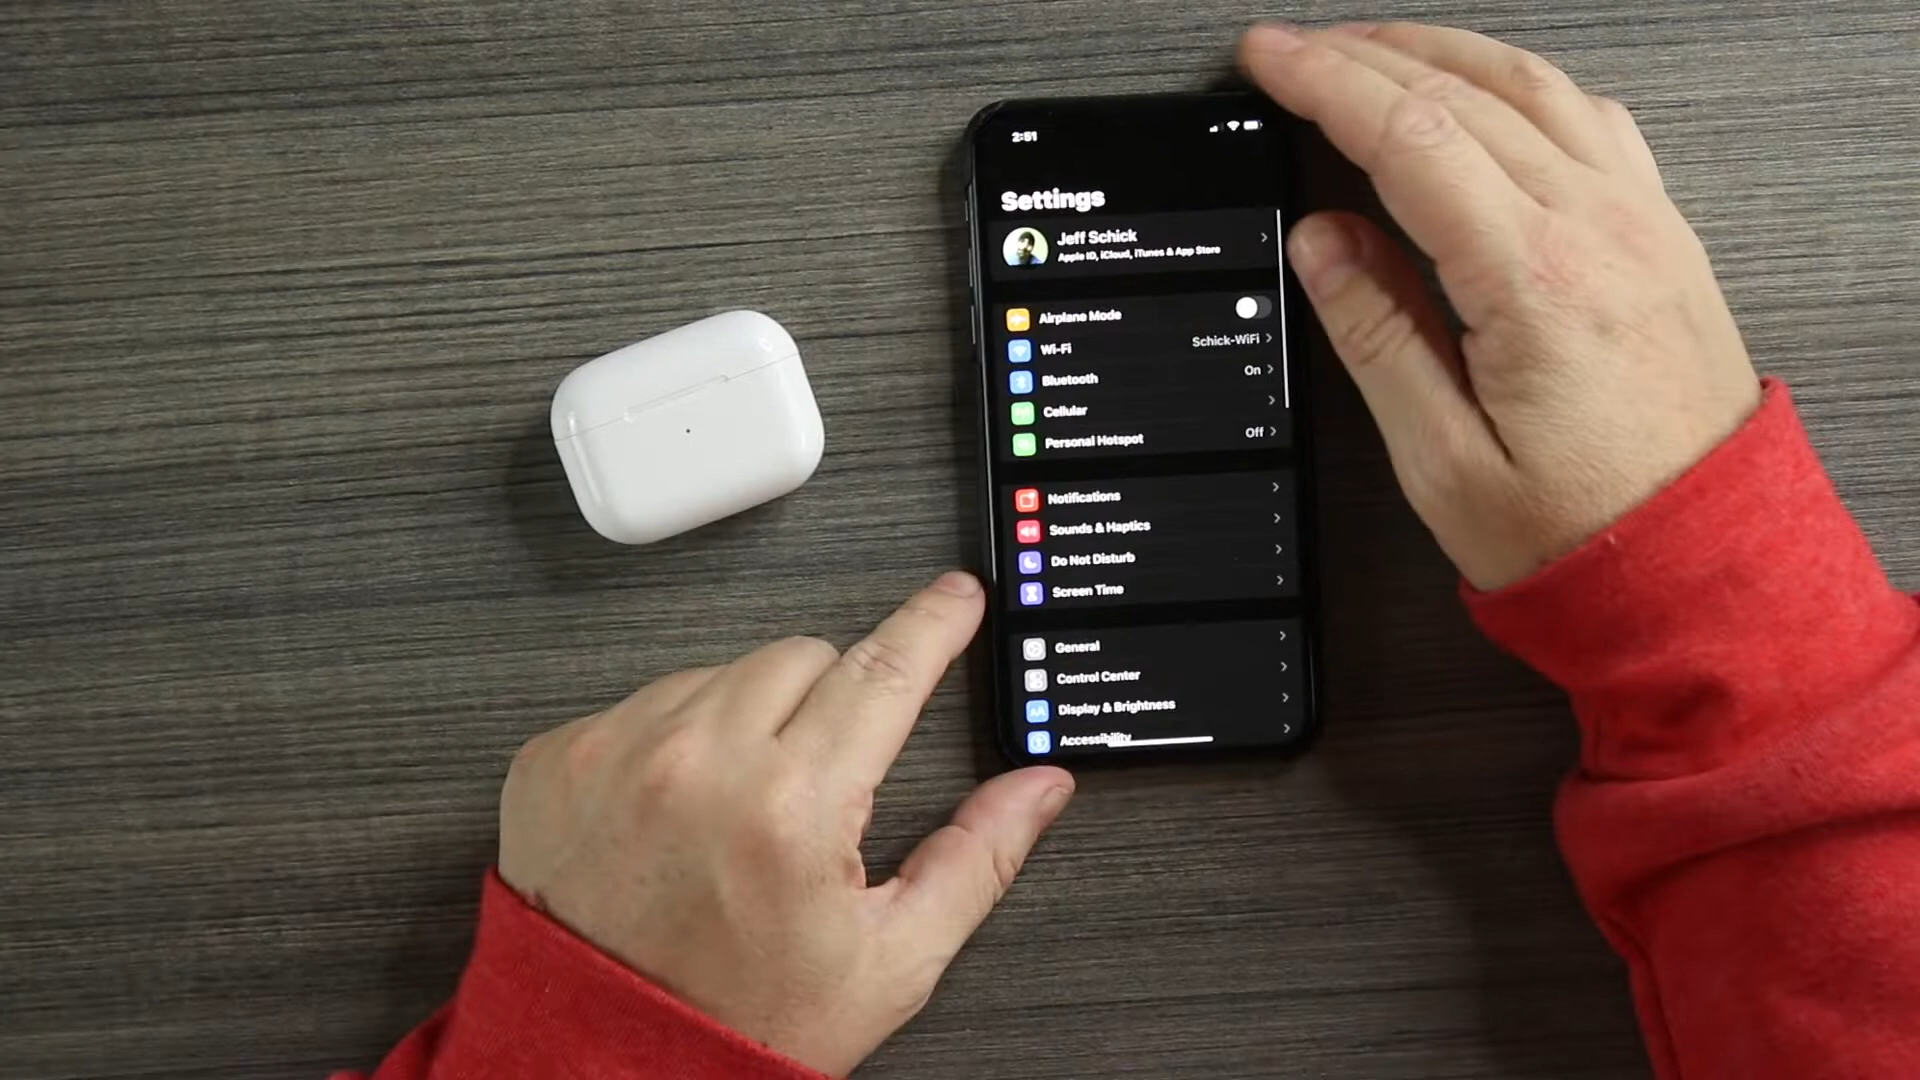 2:51
Settings
Jeff Schick
Apple ID, iCloud, iTunes & App Store
Airplane Mode
Wi-Fi Schick-WiFi
Bluetooth On
Cellular
Personal Hotspot Off
Notifications
Sounds & Haptics
Do Not Disturb
Screen Time
General
Control Center
AA Display & Brightness
Accessibility